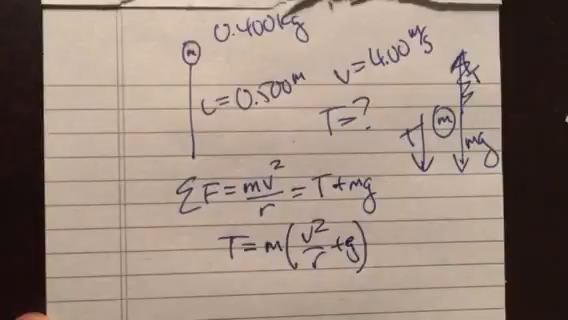 0.400kg
m
L=0.500m
v=4.00m/s
T=?
T
m
mg
ΣF=mv²/r=T+mg
T=m(v²/r+g)